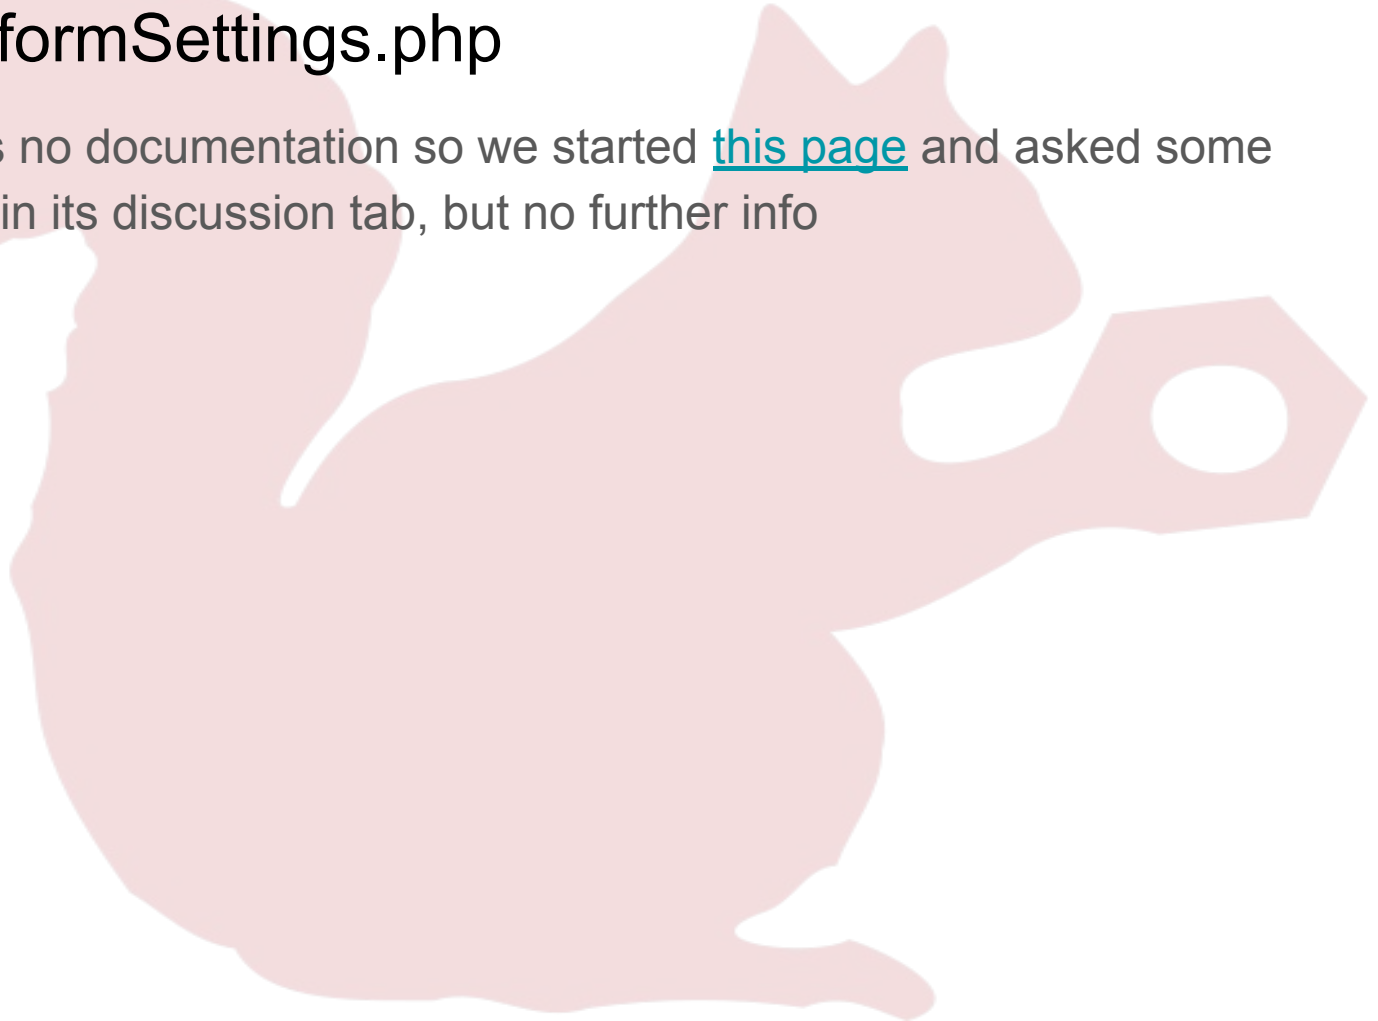 formSettings.php
s no documentation so we started this page and asked some
in its discussion tab, but no further info